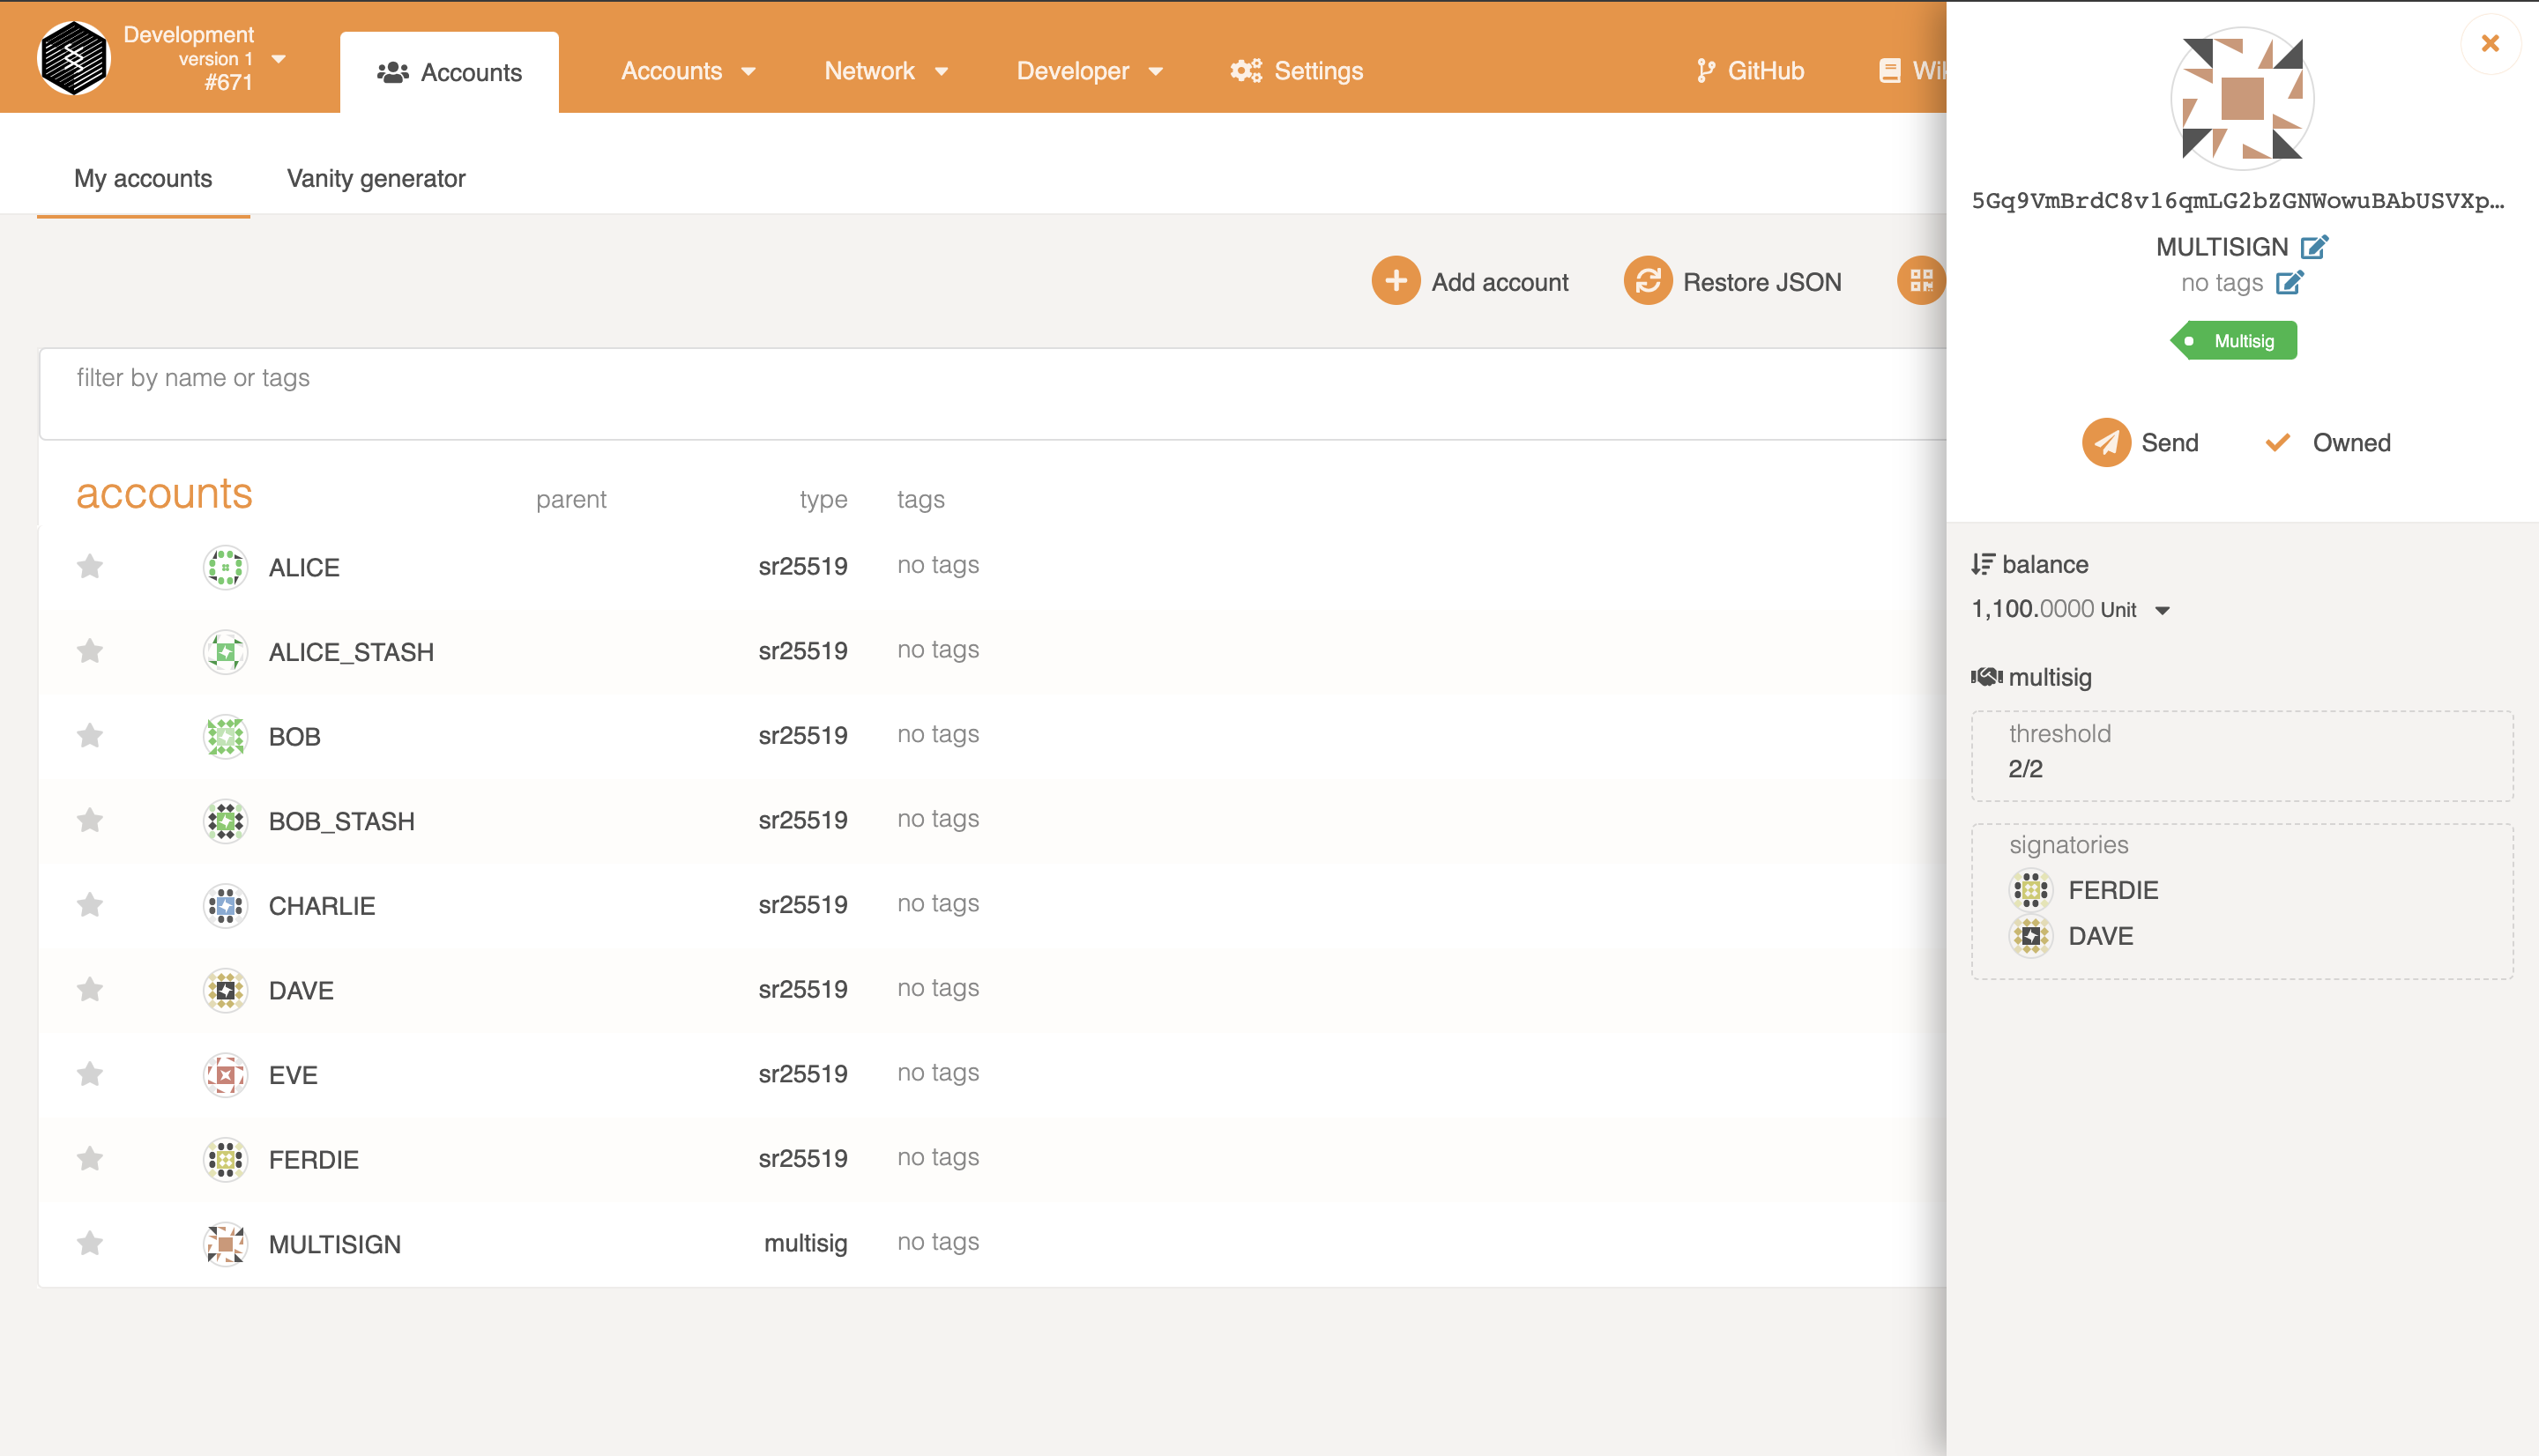 Development
version 1
#671
Accounts
Accounts
Network
Developer
Settings
GitHub
My accounts
Vanity generator
Add account
Restore JSON
filter by name or tags
accounts parent type tags
ALICE sr25519 no tags
ALICE_STASH sr25519 no tags
BOB sr25519 no tags
BOB_STASH sr25519 no tags
CHARLIE sr25519 no tags
DAVE sr25519 no tags
EVE sr25519 no tags
FERDIE sr25519 no tags
MULTISIGN multisig no tags
5Gq9VmBrdC8v16qmLG2bZGNWowuBAbUSVXp…
MULTISIGN
no tags
Multisig
Send
Owned
balance
1,100.0000 Unit
multisig
threshold
2/2
signatories
FERDIE
DAVE